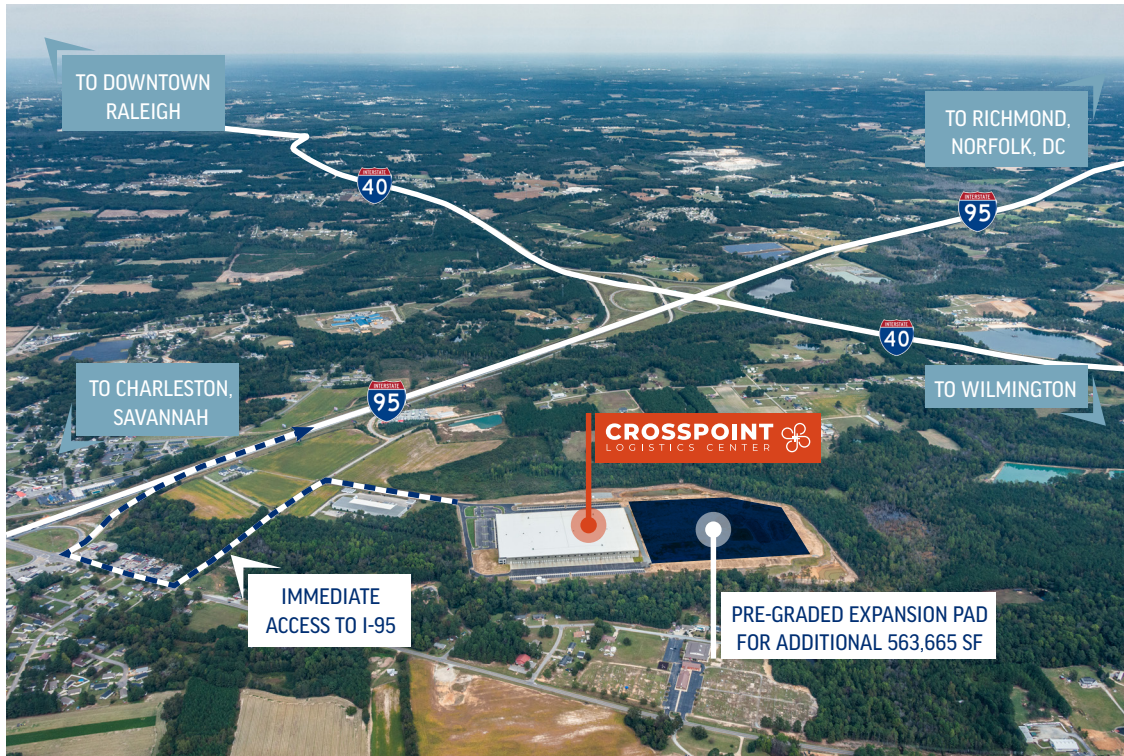 TO DOWNTOWN
RALEIGH
TO RICHMOND,
NORFOLK, DC
INTERSTATE
40
INTERSTATE
95
INTERSTATE
40
TO CHARLESTON,
SAVANNAH
INTERSTATE
95
TO WILMINGTON
CROSSPOINT
LOGISTICS CENTER
IMMEDIATE
ACCESS TO I-95
PRE-GRADED EXPANSION PAD
FOR ADDITIONAL 563,665 SF